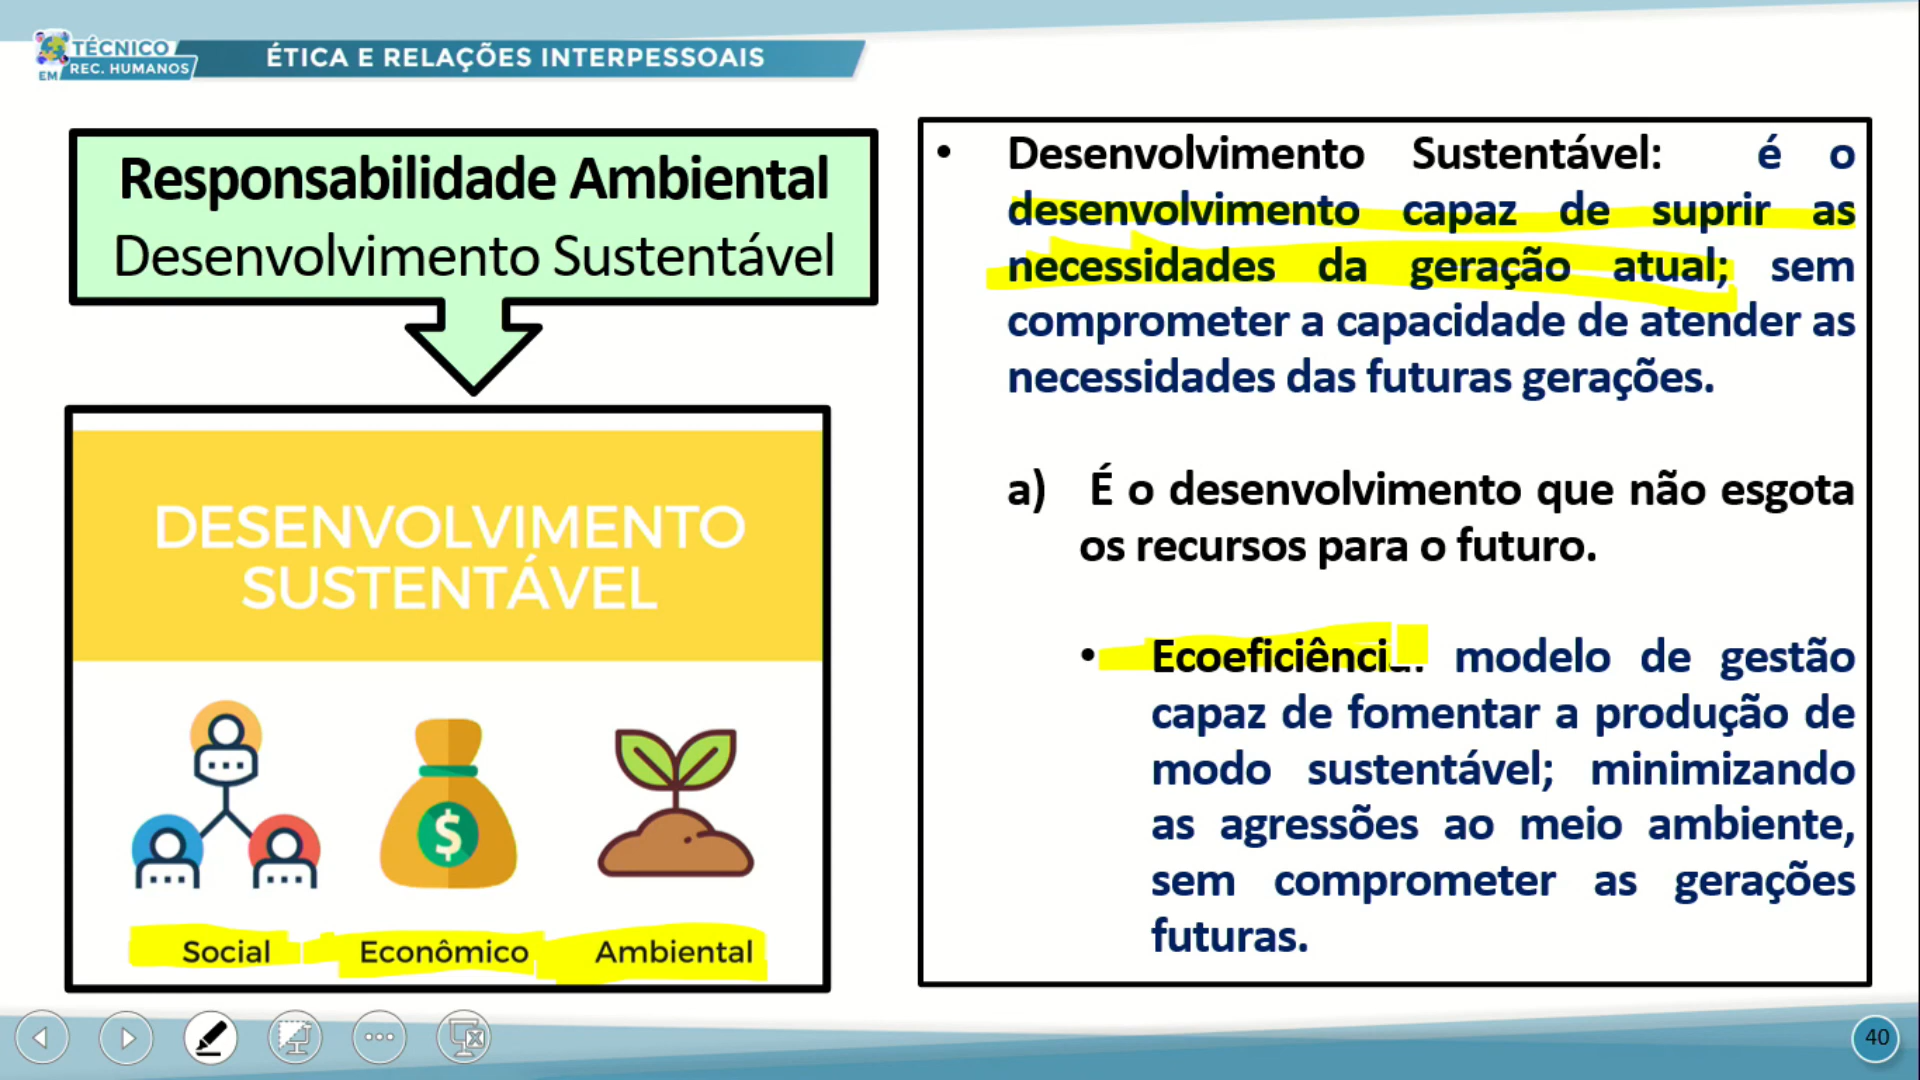 TÉCNICO
EM REC. HUMANOS
ÉTICA E RELAÇÕES INTERPESSOAIS
Responsabilidade Ambiental
Desenvolvimento Sustentável
DESENVOLVIMENTO
SUSTENTÁVEL
$
Social Econômico Ambiental
• Desenvolvimento Sustentável: é o
desenvolvimento capaz de suprir as
necessidades da geração atual; sem
comprometer a capacidade de atender as
necessidades das futuras gerações.
a) É o desenvolvimento que não esgota
os recursos para o futuro.
• Ecoeficiência: modelo de gestão
capaz de fomentar a produção de
modo sustentável; minimizando
as agressões ao meio ambiente,
sem comprometer as gerações
futuras.
40